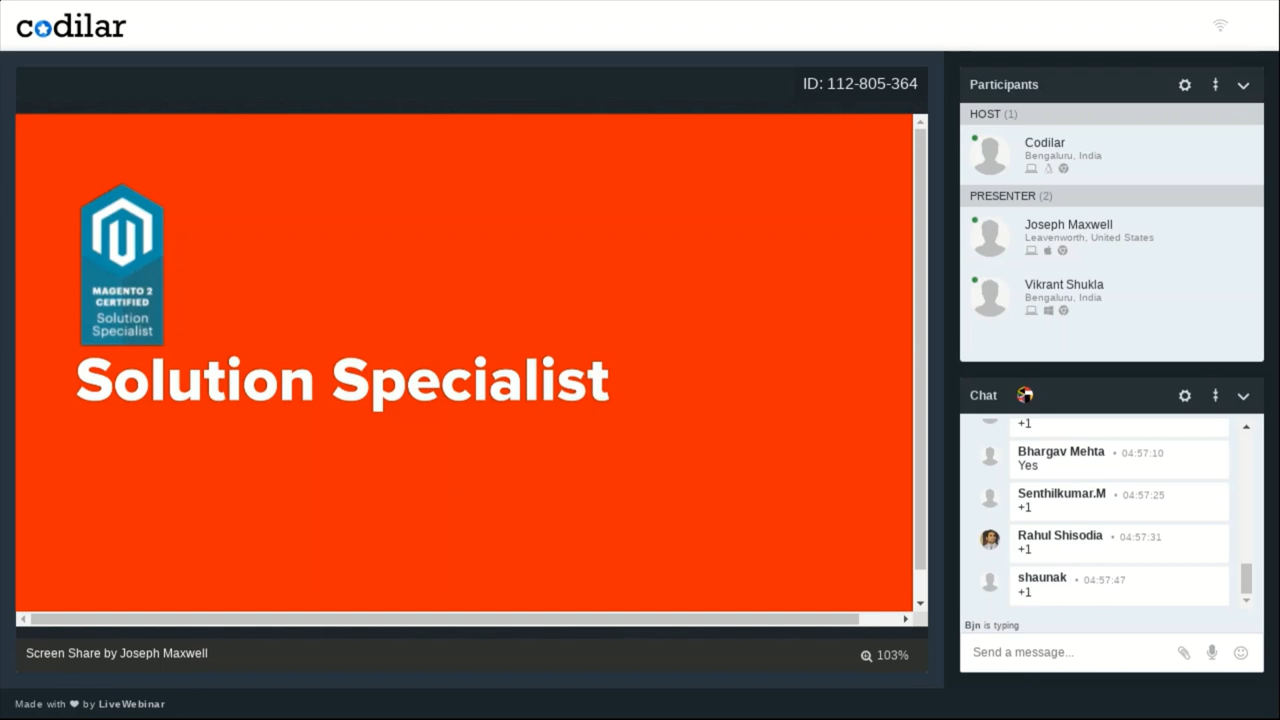 codilar
ID: 112-805-364
MAGENTO 2
CERTIFIED
Solution
Specialist
Solution Specialist
Screen Share by Joseph Maxwell
103%
Participants
HOST (1)
Codilar
Bengaluru, India
PRESENTER (2)
Joseph Maxwell
Leavenworth, United States
Vikrant Shukla
Bengaluru, India
Chat
+1
Bhargav Mehta • 04:57:10
Yes
Senthilkumar.M • 04:57:25
+1
Rahul Shisodia • 04:57:31
+1
shaunak • 04:57:47
+1
Bjn is typing
Send a message...
Made with ❤ by LiveWebinar